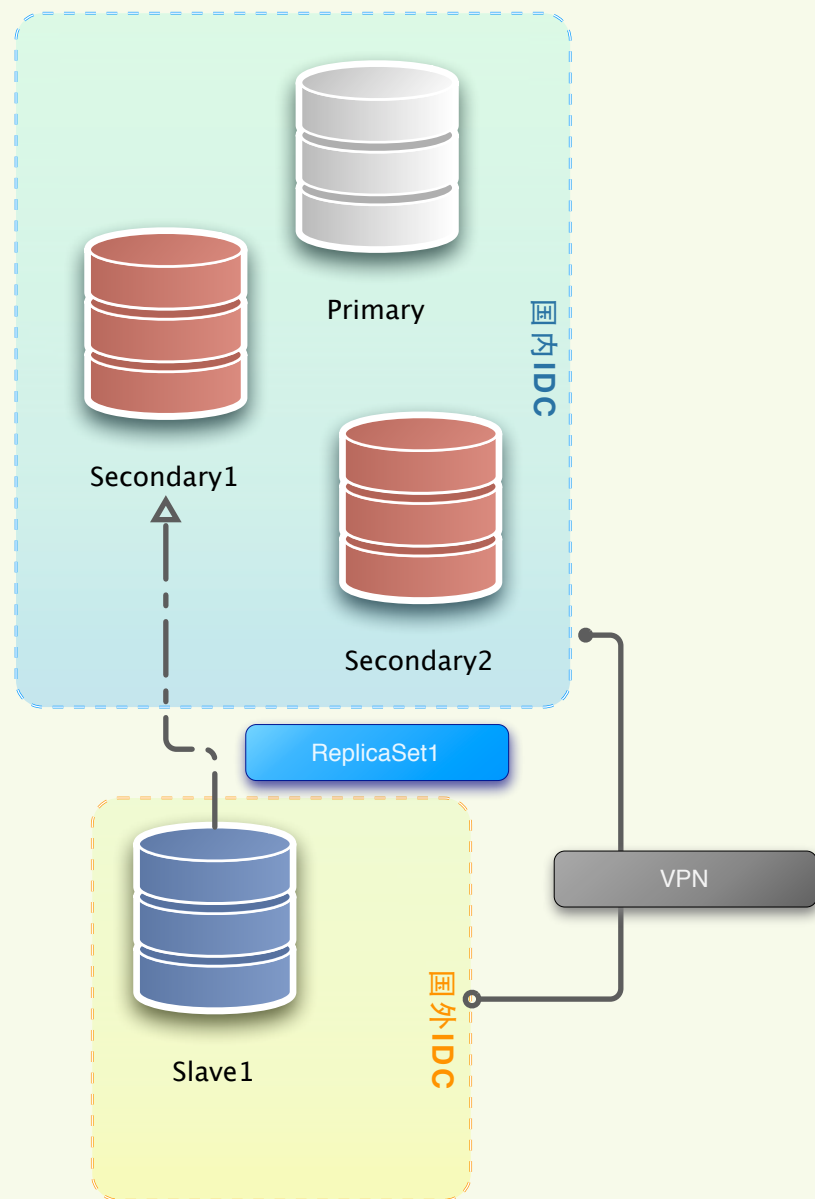 Primary
国内IDC
Secondary1
Secondary2
ReplicaSet1
VPN
国外IDC
Slave1